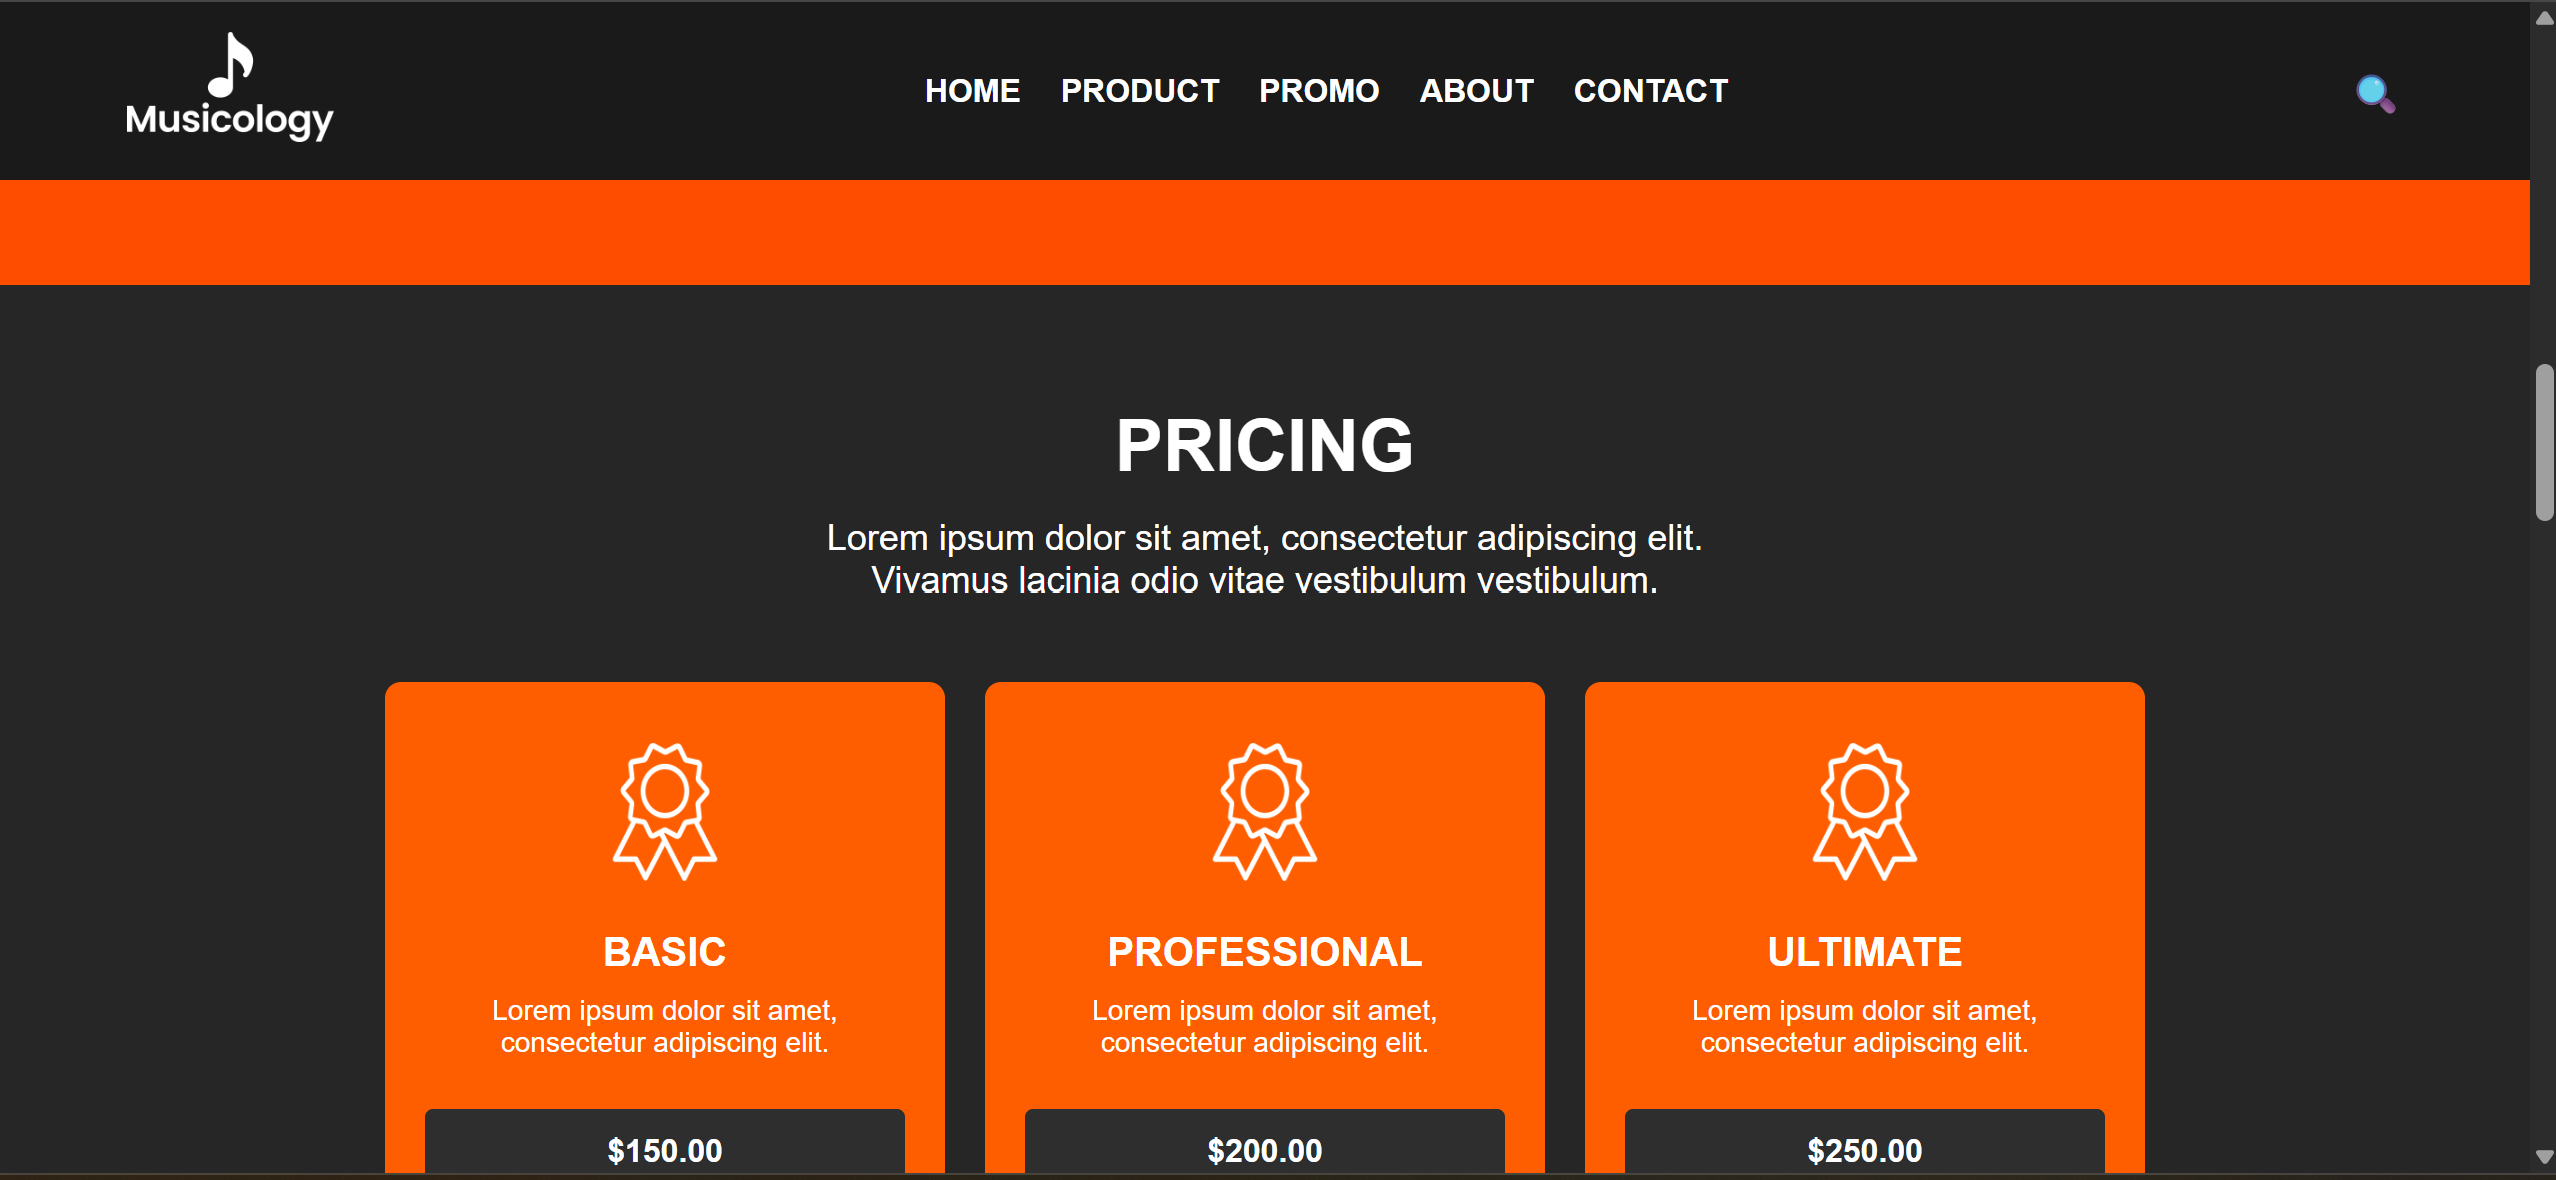 Musicology
HOME PRODUCT PROMO ABOUT CONTACT
PRICING
Lorem ipsum dolor sit amet, consectetur adipiscing elit.
Vivamus lacinia odio vitae vestibulum vestibulum.
BASIC
Lorem ipsum dolor sit amet,
consectetur adipiscing elit.
$150.00
PROFESSIONAL
Lorem ipsum dolor sit amet,
consectetur adipiscing elit.
$200.00
ULTIMATE
Lorem ipsum dolor sit amet,
consectetur adipiscing elit.
$250.00